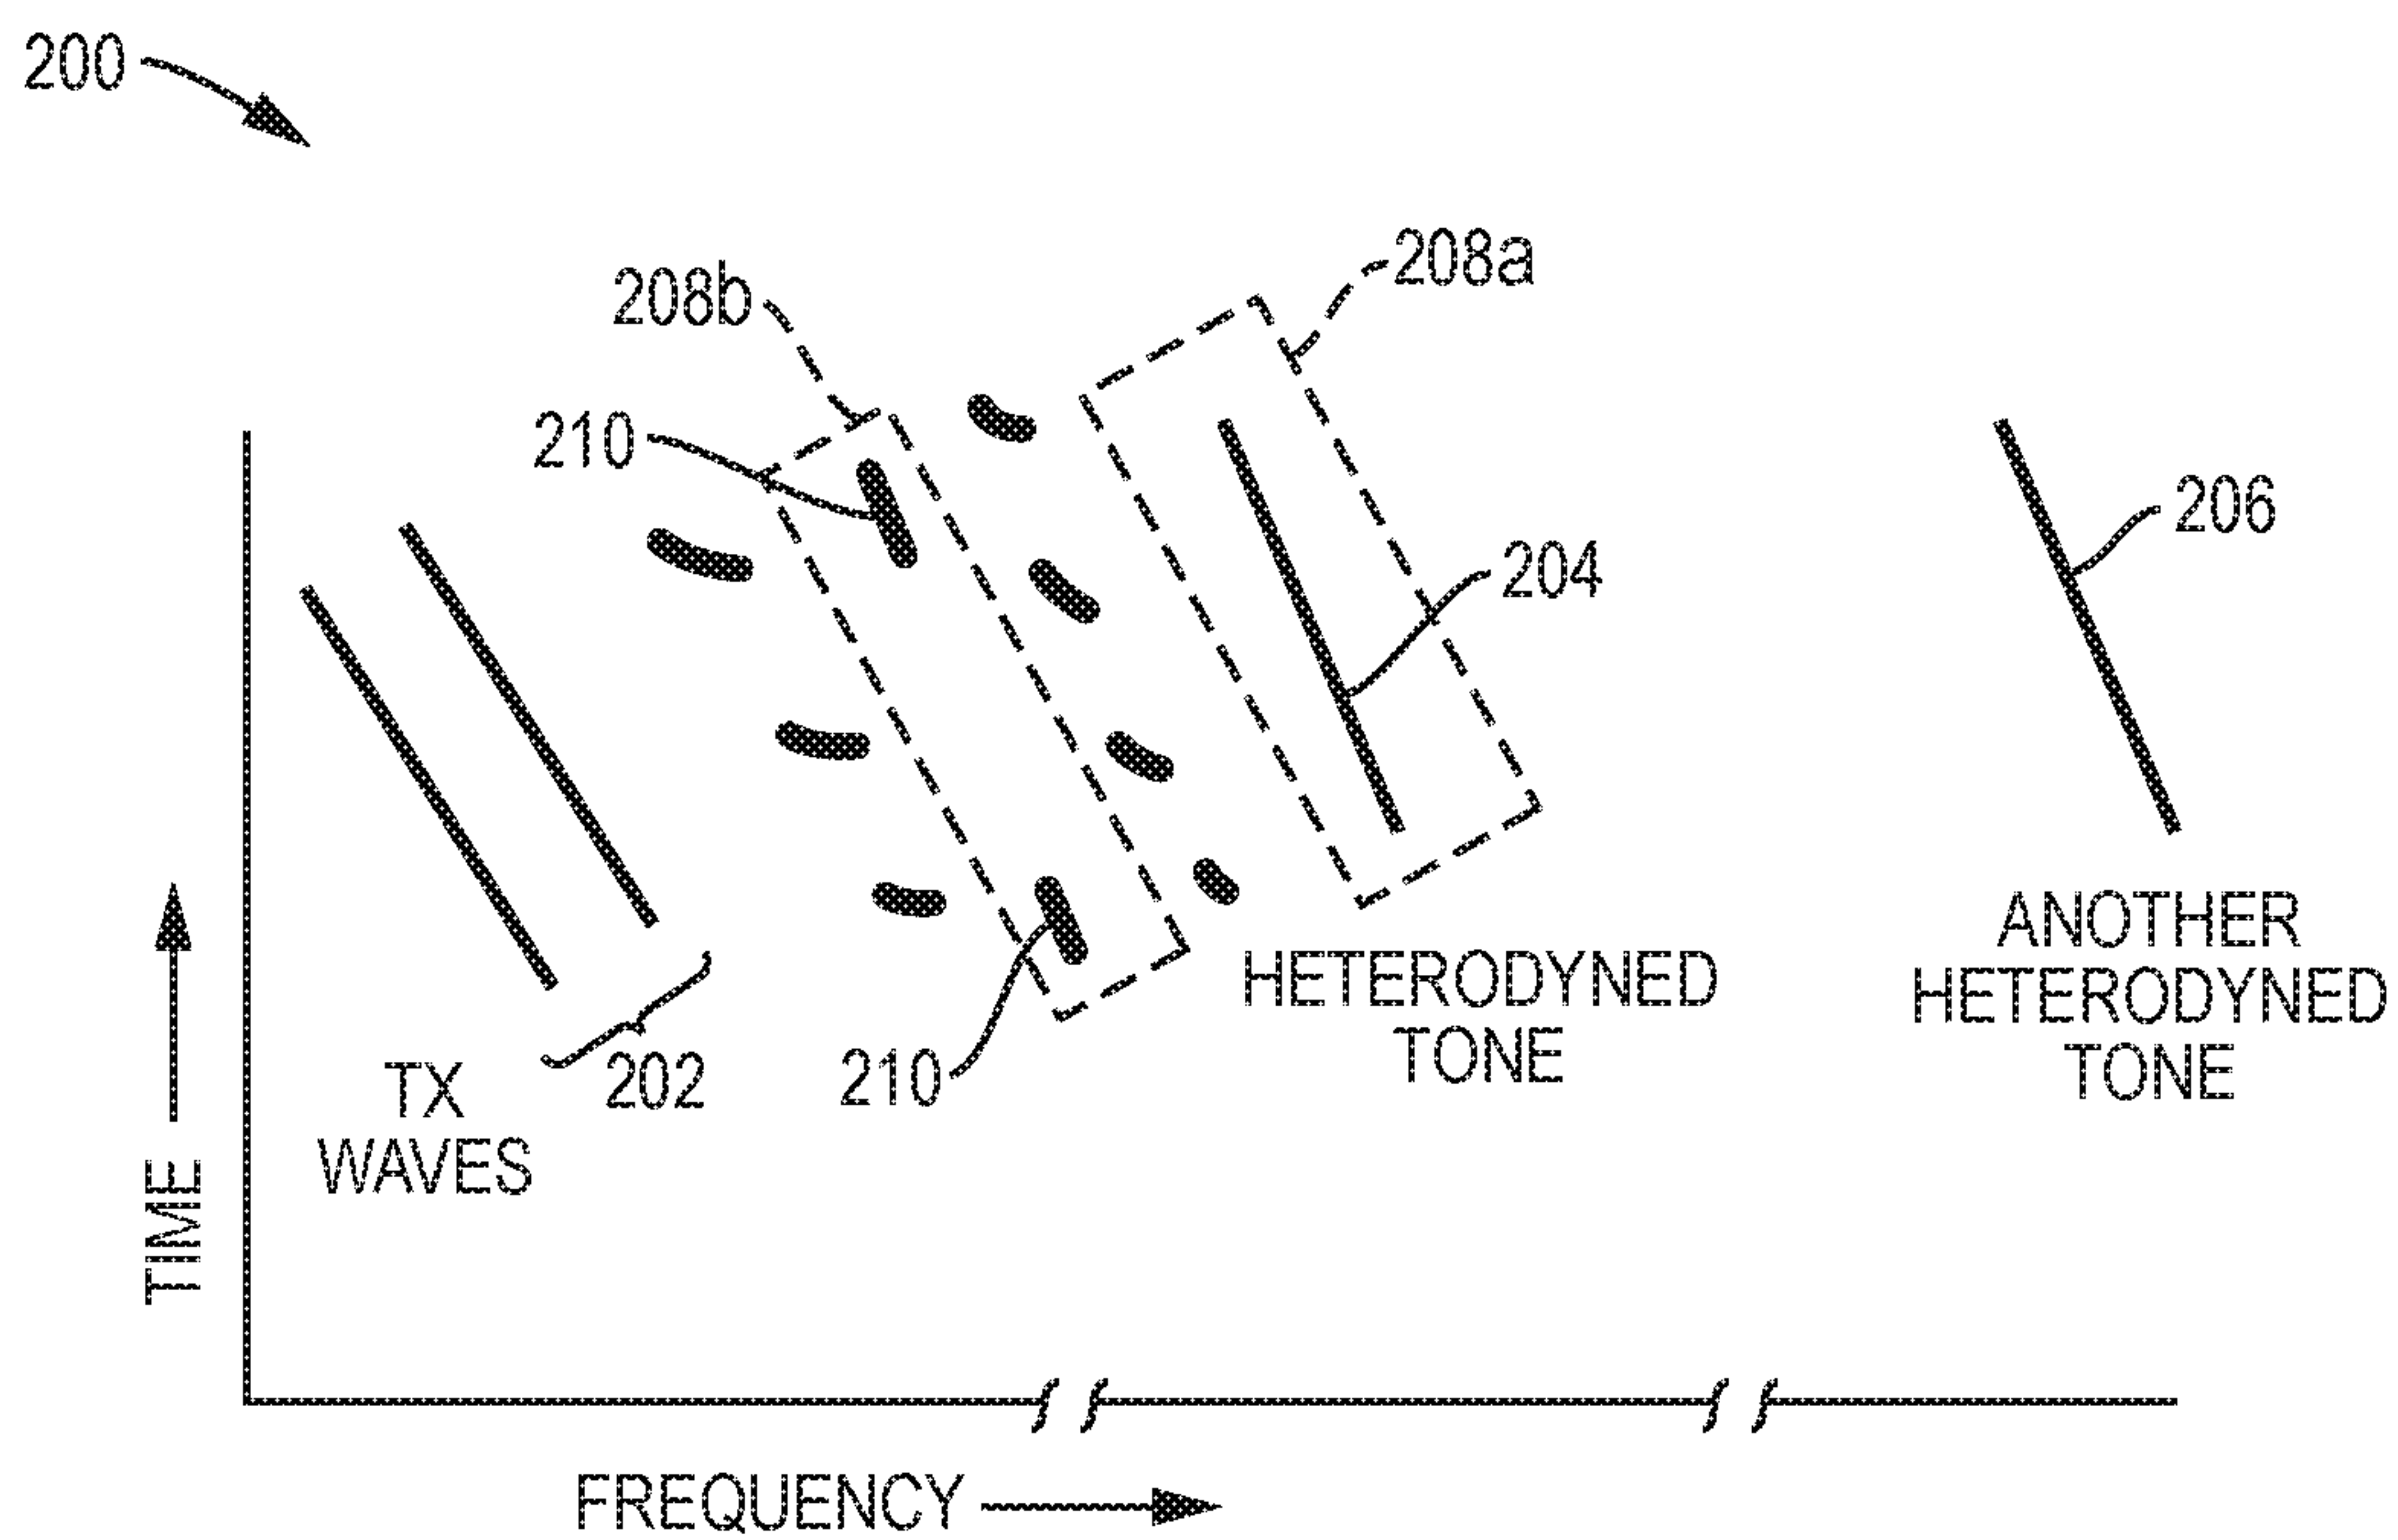 200
208a
208b
210
206
204
ANOTHER
HETERODYNED
TONE
HETERODYNED
TONE
210
202
TX
WAVES
TIME
FREQUENCY